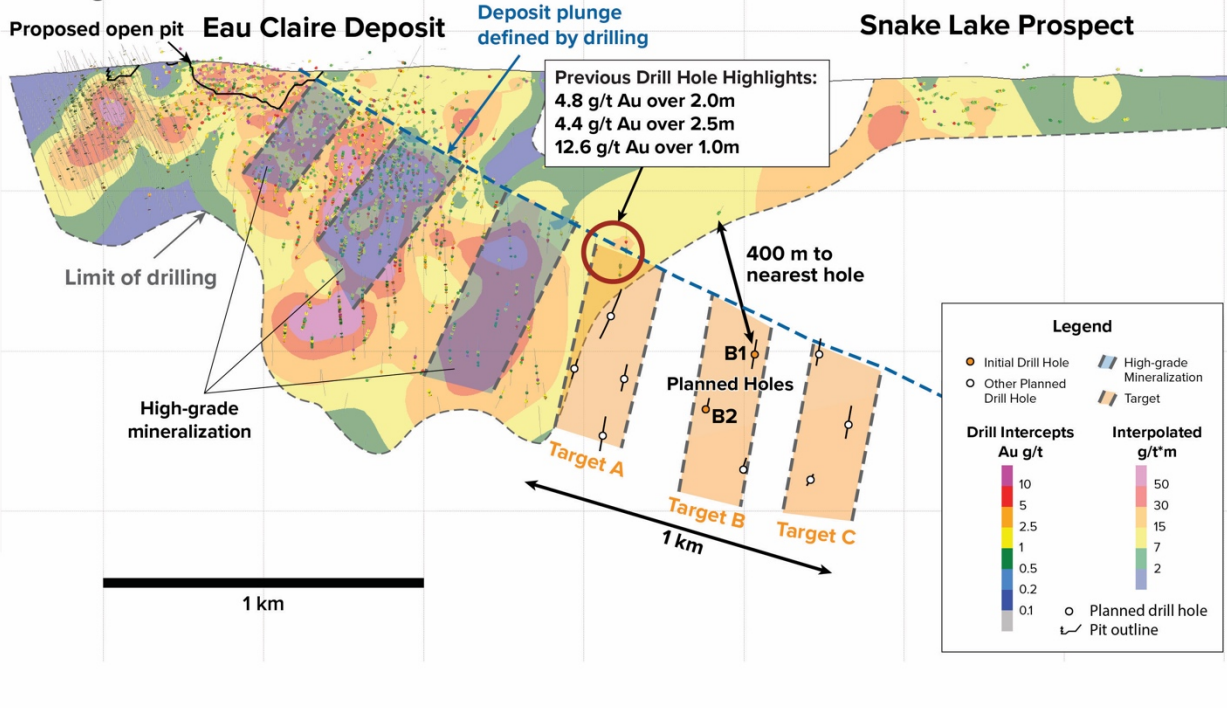 Eau Claire Deposit
Proposed open pit
Deposit plunge
defined by drilling
Snake Lake Prospect
Previous Drill Hole Highlights:
4.8 g/t Au over 2.0m
4.4 g/t Au over 2.5m
12.6 g/t Au over 1.0m
Limit of drilling
400 m to
nearest hole
High-grade
mineralization
B1
Planned Holes
B2
Target A
Target B
Target C
1 km
1 km
Legend
Initial Drill Hole
Other Planned
Drill Hole
High-grade
Mineralization
Target
Drill Intercepts
Au g/t
10
5
2.5
1
0.5
0.2
0.1
Interpolated
g/t*m
50
30
15
7
2
Planned drill hole
Pit outline